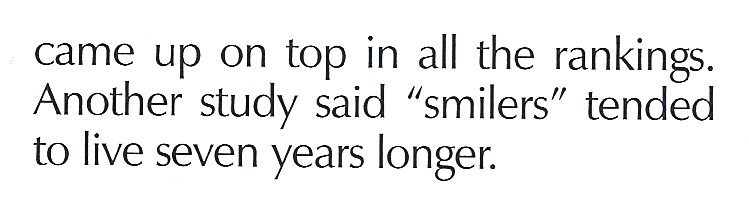 came up on top in all the rankings.
Another study said “smilers” tended
to live seven years longer.